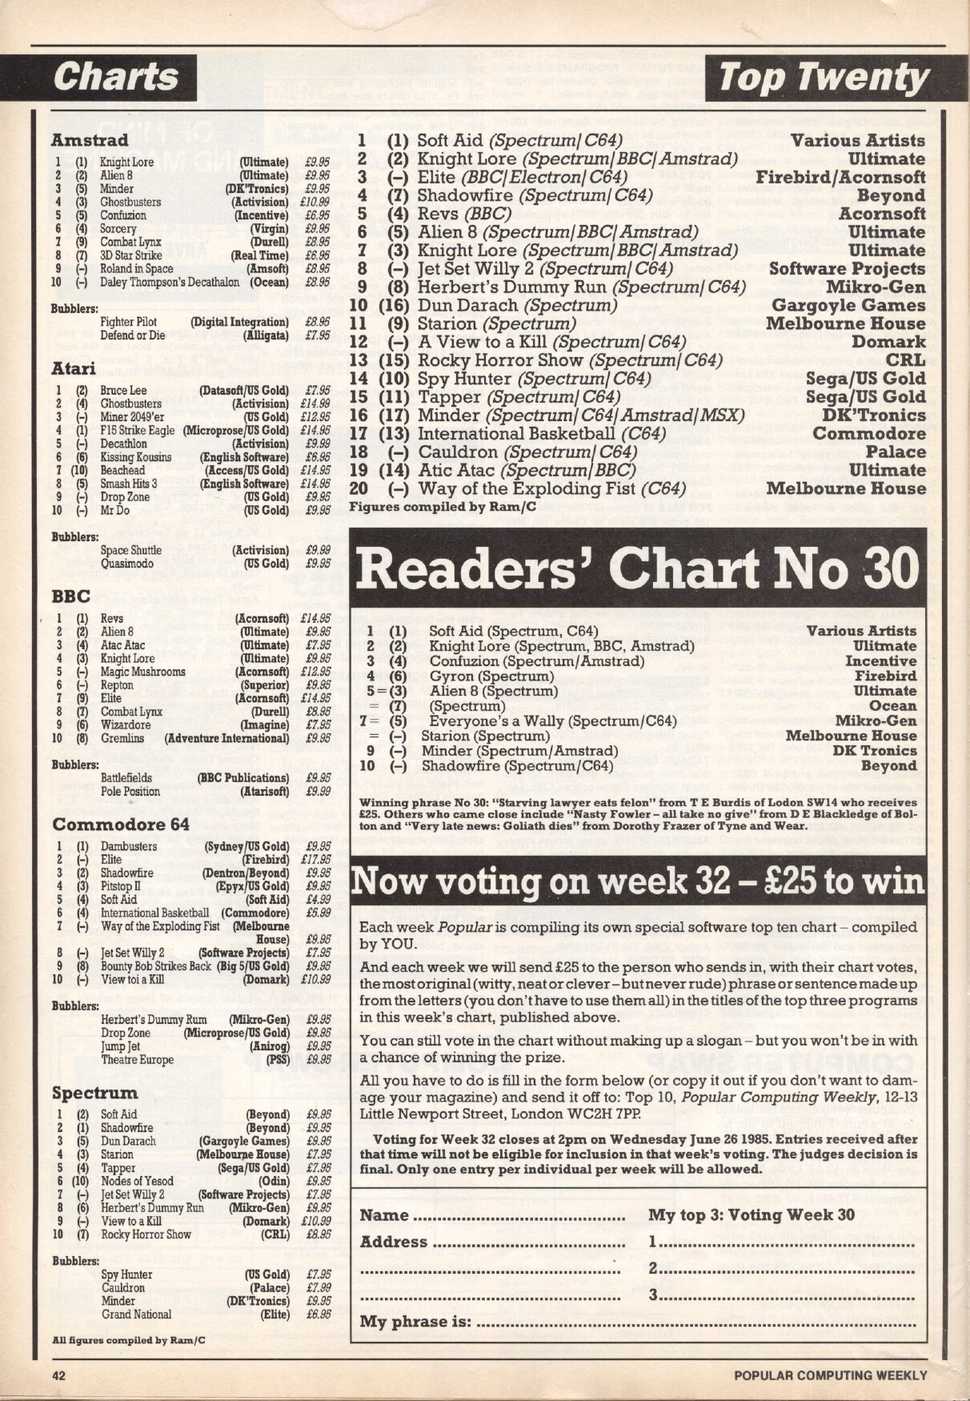 Charts
Top Twenty
Amstrad
1 (1) Knight Lore (Ultimate) £9.95
2 (2) Alien 8 (Ultimate) £9.95
3 (5) Minder (DK'Tronics) £9.95
4 (3) Ghostbusters (Activision) £10.99
5 (5) Confuzion (Incentive) £6.95
6 (4) Sorcery (Virgin) £9.95
7 (9) Combat Lynx (Durell) £8.95
8 (7) 3D Star Strike (Real Time) £6.95
9 (–) Roland in Space (Amsoft) £8.95
10 (–) Daley Thompson's Decathalon (Ocean) £8.95
Bubblers:
Fighter Pilot (Digital Integration) £8.95
Defend or Die (Alligata) £7.95
Atari
1 (2) Bruce Lee (Datasoft/US Gold) £7.95
2 (4) Ghostbusters (Activision) £14.99
3 (–) Miner 2049'er (US Gold) £12.95
4 (1) F15 Strike Eagle (Microprose/US Gold) £14.95
5 (–) Decathlon (Activision) £9.99
6 (6) Kissing Kousins (English Software) £6.95
7 (10) Beachead (Access/US Gold) £14.95
8 (5) Smash Hits 3 (English Software) £14.95
9 (–) Drop Zone (US Gold) £9.95
10 (–) Mr Do (US Gold) £9.95
Bubblers:
Space Shuttle (Activision) £9.99
Quasimodo (US Gold) £9.95
BBC
1 (1) Revs (Acornsoft) £14.95
2 (2) Alien 8 (Ultimate) £9.95
3 (4) Atac Atac (Ultimate) £7.95
4 (3) Knight Lore (Ultimate) £9.95
5 (–) Magic Mushrooms (Acornsoft) £12.95
6 (–) Repton (Superior) £9.95
7 (9) Elite (Acornsoft) £14.95
8 (7) Combat Lynx (Durell) £8.95
9 (6) Wizardore (Imagine) £7.95
10 (8) Gremlins (Adventure International) £9.95
Bubblers:
Battlefields (BBC Publications) £9.95
Pole Position (Atarisoft) £9.99
Commodore 64
1 (1) Dambusters (Sydney/US Gold) £9.95
2 (–) Elite (Firebird) £17.95
3 (2) Shadowfire (Dentron/Beyond) £9.95
4 (3) Pitstop II (Epyx/US Gold) £9.95
5 (4) Soft Aid (Soft Aid) £4.99
6 (4) International Basketball (Commodore) £5.99
7 (–) Way of the Exploding Fist (Melbourne
House) £9.95
8 (–) Jet Set Willy 2 (Software Projects) £7.95
9 (8) Bounty Bob Strikes Back (Big 5/US Gold) £9.95
10 (–) View toi a Kill (Domark) £10.99
Bubblers:
Herbert's Dummy Rum (Mikro-Gen) £9.95
Drop Zone (Microprose/US Gold) £9.95
Jump Jet (Anirog) £9.95
Theatre Europe (PSS) £9.95
Spectrum
1 (2) Soft Aid (Beyond) £9.95
2 (1) Shadowfire (Beyond) £9.95
3 (5) Dun Darach (Gargoyle Games) £9.95
4 (3) Starion (Melbourne House) £7.95
5 (4) Tapper (Sega/US Gold) £7.95
6 (10) Nodes of Yesod (Odin) £9.95
7 (–) Jet Set Willy 2 (Software Projects) £7.95
8 (6) Herbert's Dummy Run (Mikro-Gen) £9.95
9 (–) View to a Kill (Domark) £10.99
10 (7) Rocky Horror Show (CRL) £8.95
Bubblers:
Spy Hunter (US Gold) £7.95
Cauldron (Palace) £7.99
Minder (DK'Tronics) £9.95
Grand National (Elite) £6.95
All figures compiled by Ram/C
1 (1) Soft Aid (Spectrum/C64) Various Artists
2 (2) Knight Lore (Spectrum/BBC/Amstrad) Ultimate
3 (–) Elite (BBC/Electron/C64) Firebird/Acornsoft
4 (7) Shadowfire (Spectrum/C64) Beyond
5 (4) Revs (BBC) Acornsoft
6 (5) Alien 8 (Spectrum/BBC/Amstrad) Ultimate
7 (3) Knight Lore (Spectrum/BBC/Amstrad) Ultimate
8 (–) Jet Set Willy 2 (Spectrum/C64) Software Projects
9 (8) Herbert's Dummy Run (Spectrum/C64) Mikro-Gen
10 (16) Dun Darach (Spectrum) Gargoyle Games
11 (9) Starion (Spectrum) Melbourne House
12 (–) A View to a Kill (Spectrum/C64) Domark
13 (15) Rocky Horror Show (Spectrum/C64) CRL
14 (10) Spy Hunter (Spectrum/C64) Sega/US Gold
15 (11) Tapper (Spectrum/C64) Sega/US Gold
16 (17) Minder (Spectrum/C64/Amstrad/MSX) DK'Tronics
17 (13) International Basketball (C64) Commodore
18 (–) Cauldron (Spectrum/C64) Palace
19 (14) Atic Atac (Spectrum/BBC) Ultimate
20 (–) Way of the Exploding Fist (C64) Melbourne House
Figures compiled by Ram/C
Readers' Chart No 30
1 (1) Soft Aid (Spectrum, C64) Various Artists
2 (2) Knight Lore (Spectrum, BBC, Amstrad) Ulitmate
3 (4) Confuzion (Spectrum/Amstrad) Incentive
4 (6) Gyron (Spectrum) Firebird
5= (3) Alien 8 (Spectrum) Ultimate
= (7) (Spectrum) Ocean
7= (5) Everyone's a Wally (Spectrum/C64) Mikro-Gen
= (–) Starion (Spectrum) Melbourne House
9 (–) Minder (Spectrum/Amstrad) DK Tronics
10 (–) Shadowfire (Spectrum/C64) Beyond
Winning phrase No 30: "Starving lawyer eats felon" from T E Burdis of Lodon SW14 who receives
£25. Others who came close include "Nasty Fowler – all take no give" from D E Blackledge of Bol-
ton and "Very late news: Goliath dies" from Dorothy Frazer of Tyne and Wear.
Now voting on week 32 – £25 to win
Each week Popular is compiling its own special software top ten chart – compiled
by YOU.
And each week we will send £25 to the person who sends in, with their chart votes,
the most original (witty, neat or clever – but never rude) phrase or sentence made up
from the letters (you don't have to use them all) in the titles of the top three programs
in this week's chart, published above.
You can still vote in the chart without making up a slogan – but you won't be in with
a chance of winning the prize.
All you have to do is fill in the form below (or copy it out if you don't want to dam-
age your magazine) and send it off to: Top 10, Popular Computing Weekly, 12-13
Little Newport Street, London WC2H 7PP.
Voting for Week 32 closes at 2pm on Wednesday June 26 1985. Entries received after
that time will not be eligible for inclusion in that week's voting. The judges decision is
final. Only one entry per individual per week will be allowed.
Name ........ My top 3: Voting Week 30
Address ........ 1........
........ 2........
........ 3........
My phrase is: ........
42
POPULAR COMPUTING WEEKLY